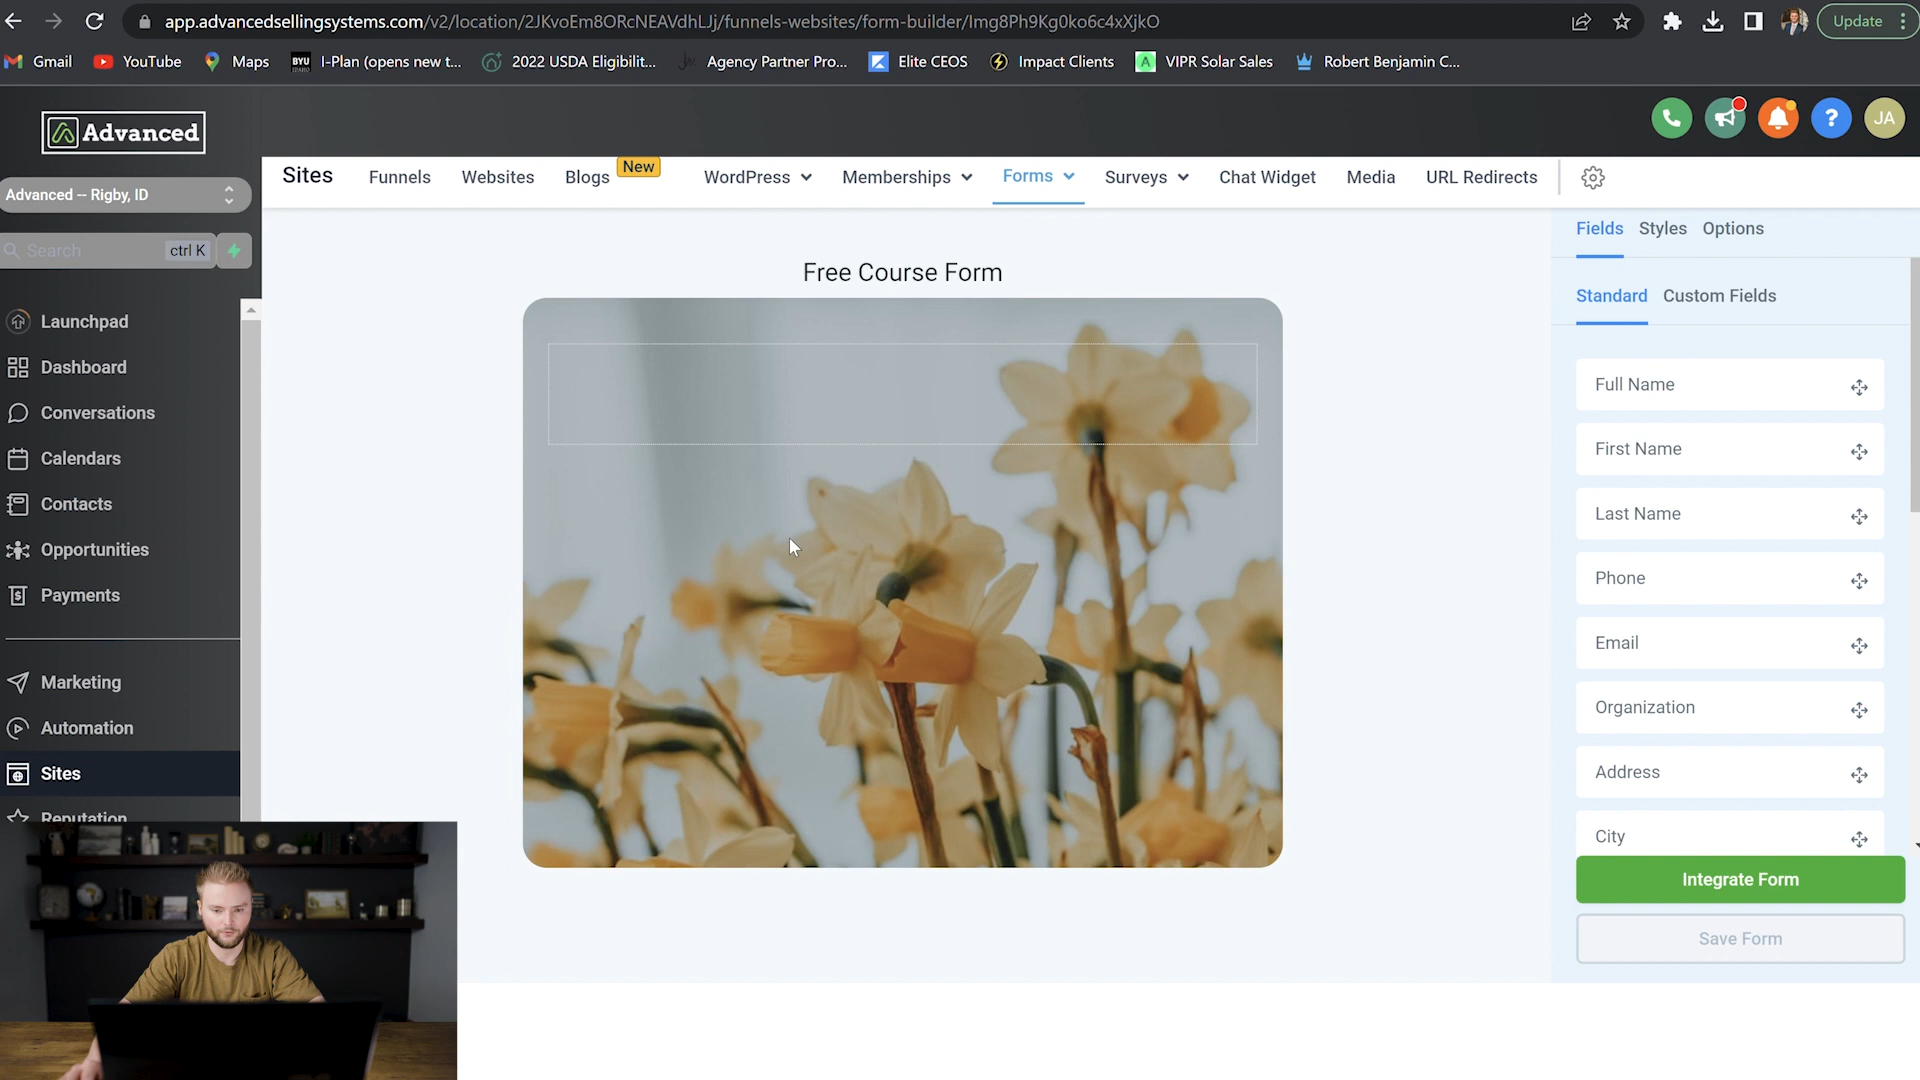 app.advancedsellingsystems.com/v2/location/2JKvoEm8ORcNEAVdhLJj/funnels-websites/form-builder/Img8Ph9Kg0ko6c4xXjkO
Update
Gmail
YouTube
Maps
BYU IDAHO
I-Plan (opens new t...
2022 USDA Eligibilit...
Agency Partner Pro...
Elite CEOS
Impact Clients
VIPR Solar Sales
Robert Benjamin C...
Advanced
JA
Advanced -- Rigby, ID
Search
ctrl K
Sites
Funnels
Websites
Blogs
New
WordPress
Memberships
Forms
Surveys
Chat Widget
Media
URL Redirects
Launchpad
Dashboard
Conversations
Calendars
Contacts
Opportunities
Payments
Marketing
Automation
Sites
Reputation
Free Course Form
Fields
Styles
Options
Standard
Custom Fields
Full Name
First Name
Last Name
Phone
Email
Organization
Address
City
Integrate Form
Save Form